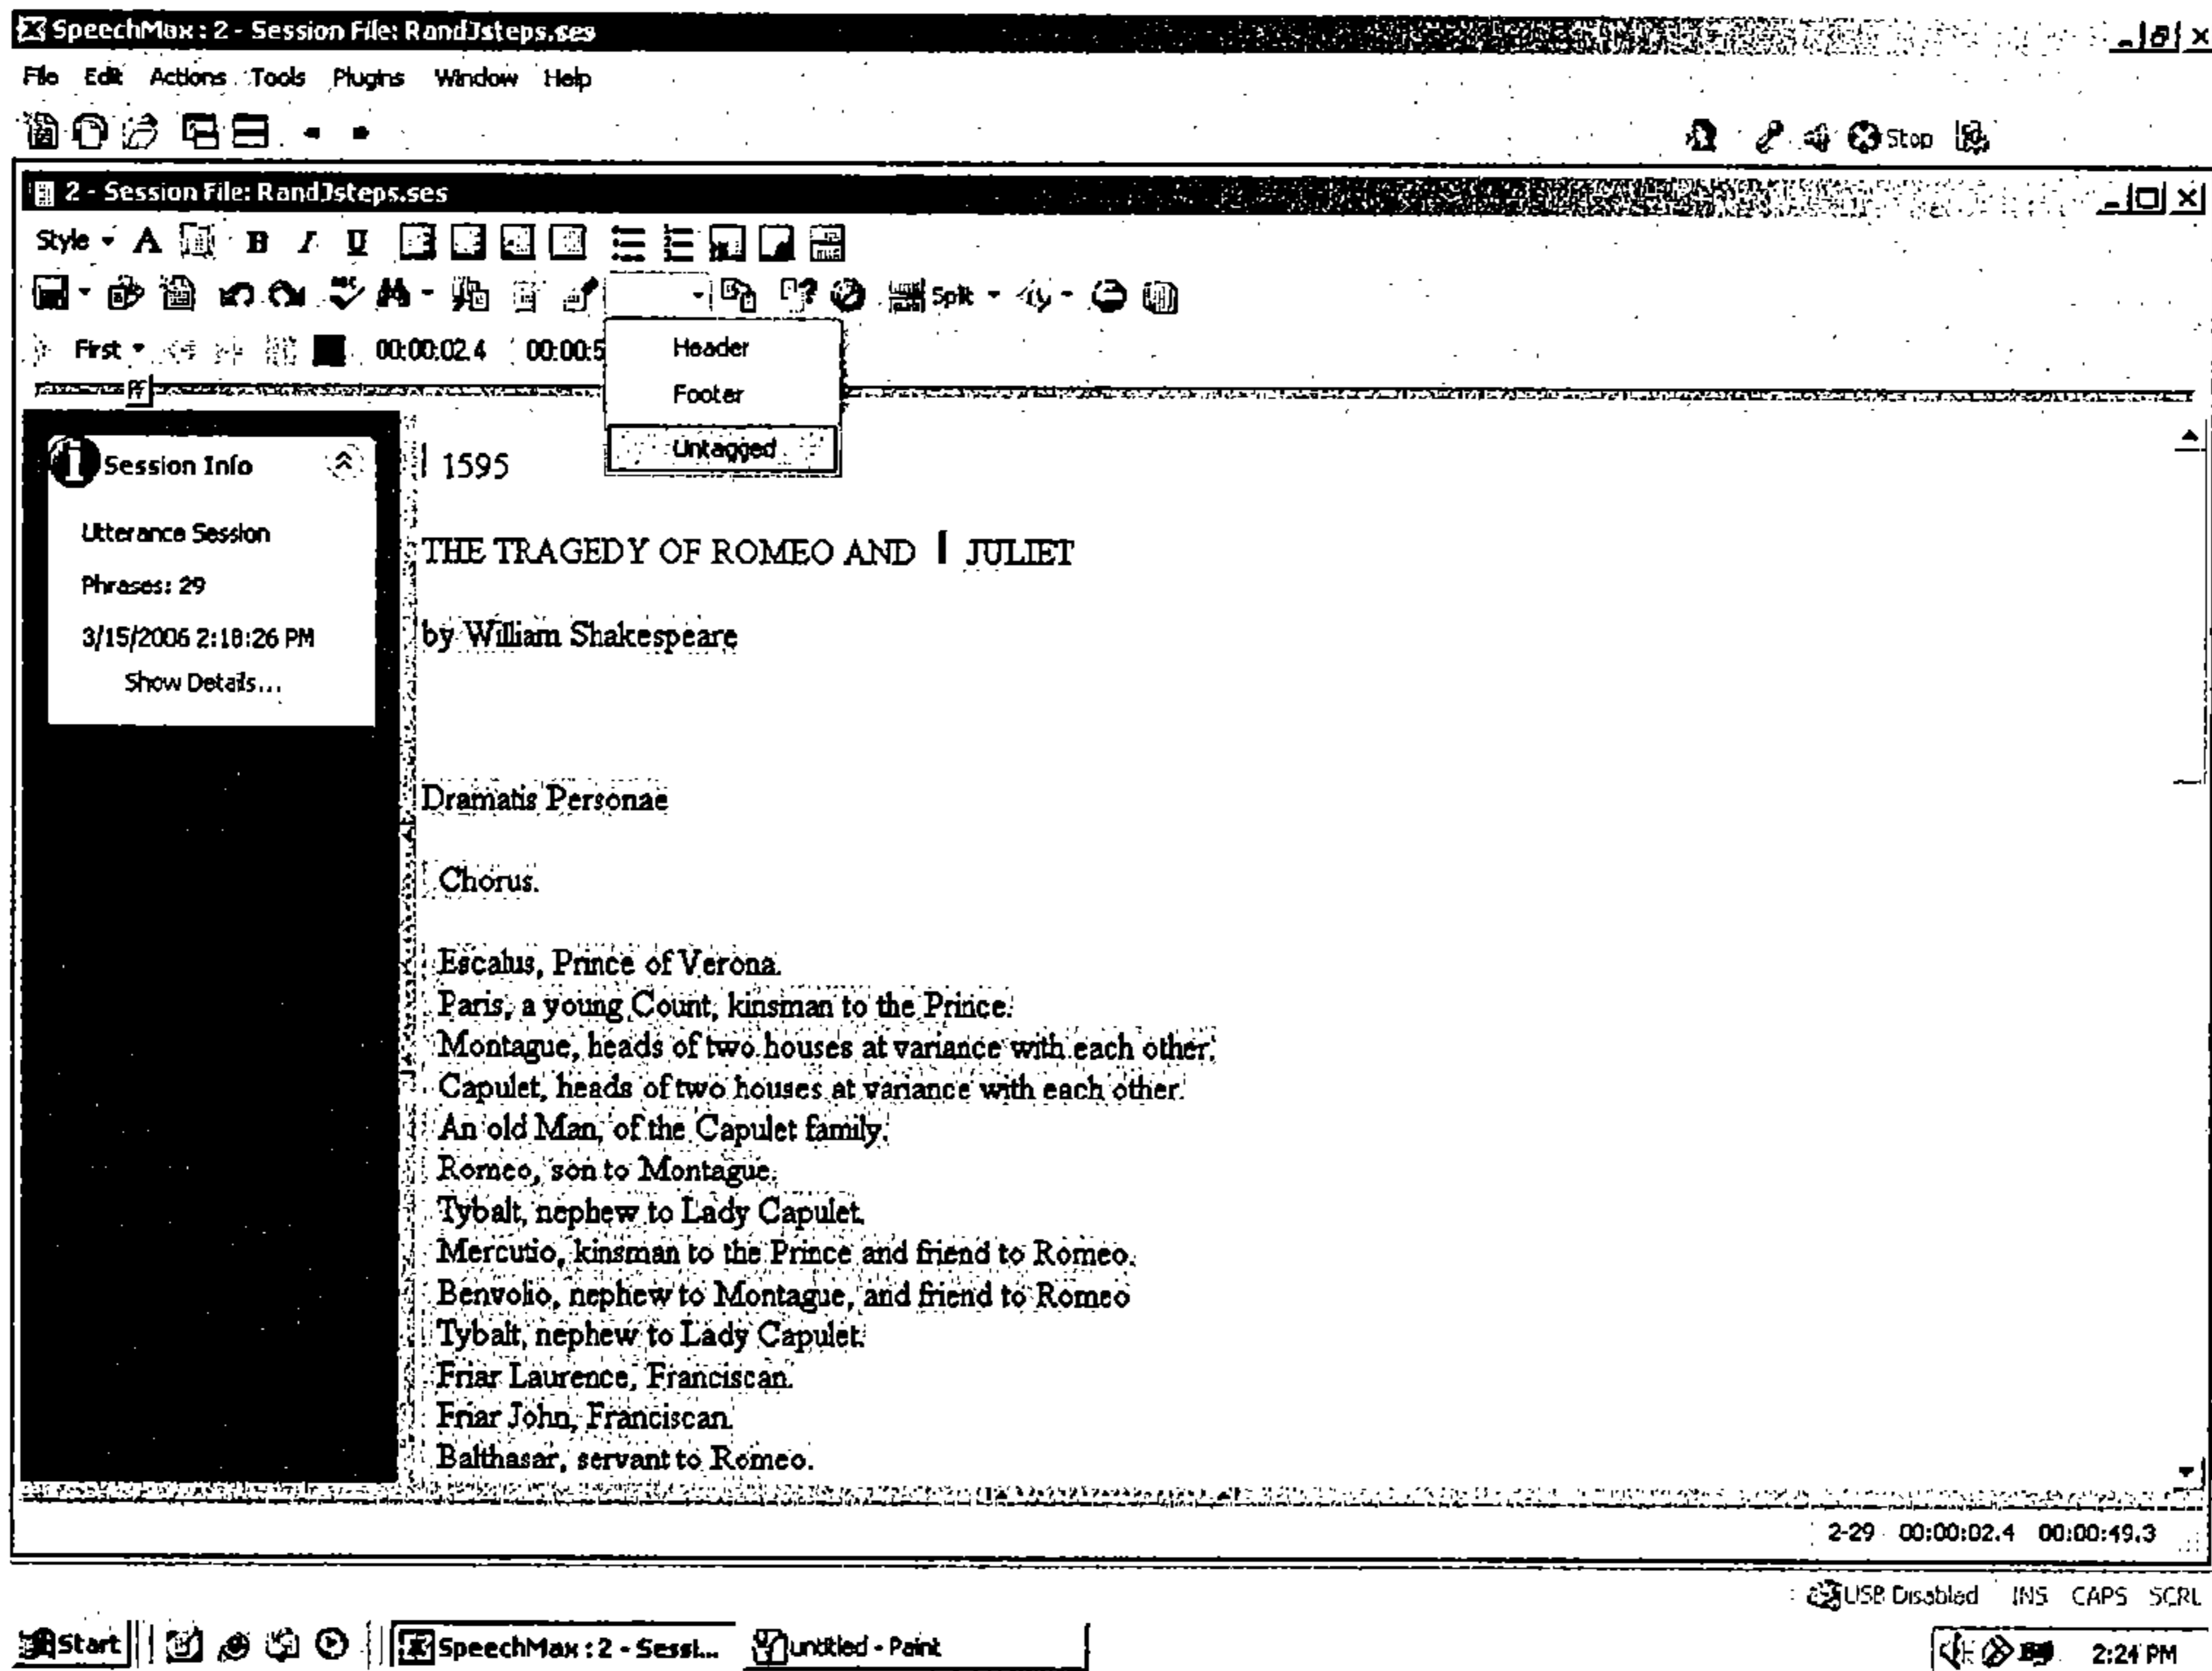 SpeechMax : 2 - Session File: RandJsteps.ses
File Edit Actions Tools Plugins Window Help
Stop
2 - Session File: RandJsteps.ses
Style A B I U
Split
First 00:00:02.4 00:00:5
Header
Footer
Untagged
Session Info
Utterance Session
Phrases: 29
3/15/2006 2:18:26 PM
Show Details...
1595
THE TRAGEDY OF ROMEO AND JULIET
by William Shakespeare
Dramatis Personae
Chorus.
Escalus, Prince of Verona.
Paris, a young Count, kinsman to the Prince.
Montague, heads of two houses at variance with each other.
Capulet, heads of two houses at variance with each other.
An old Man, of the Capulet family.
Romeo, son to Montague.
Tybalt, nephew to Lady Capulet.
Mercutio, kinsman to the Prince and friend to Romeo.
Benvolio, nephew to Montague, and friend to Romeo
Tybalt, nephew to Lady Capulet.
Friar Laurence, Franciscan.
Friar John, Franciscan.
Balthasar, servant to Romeo.
2-29 00:00:02.4 00:00:49.3
USB Disabled INS CAPS SCRL
Start SpeechMax : 2 - Sessi... untitled - Paint 2:24 PM